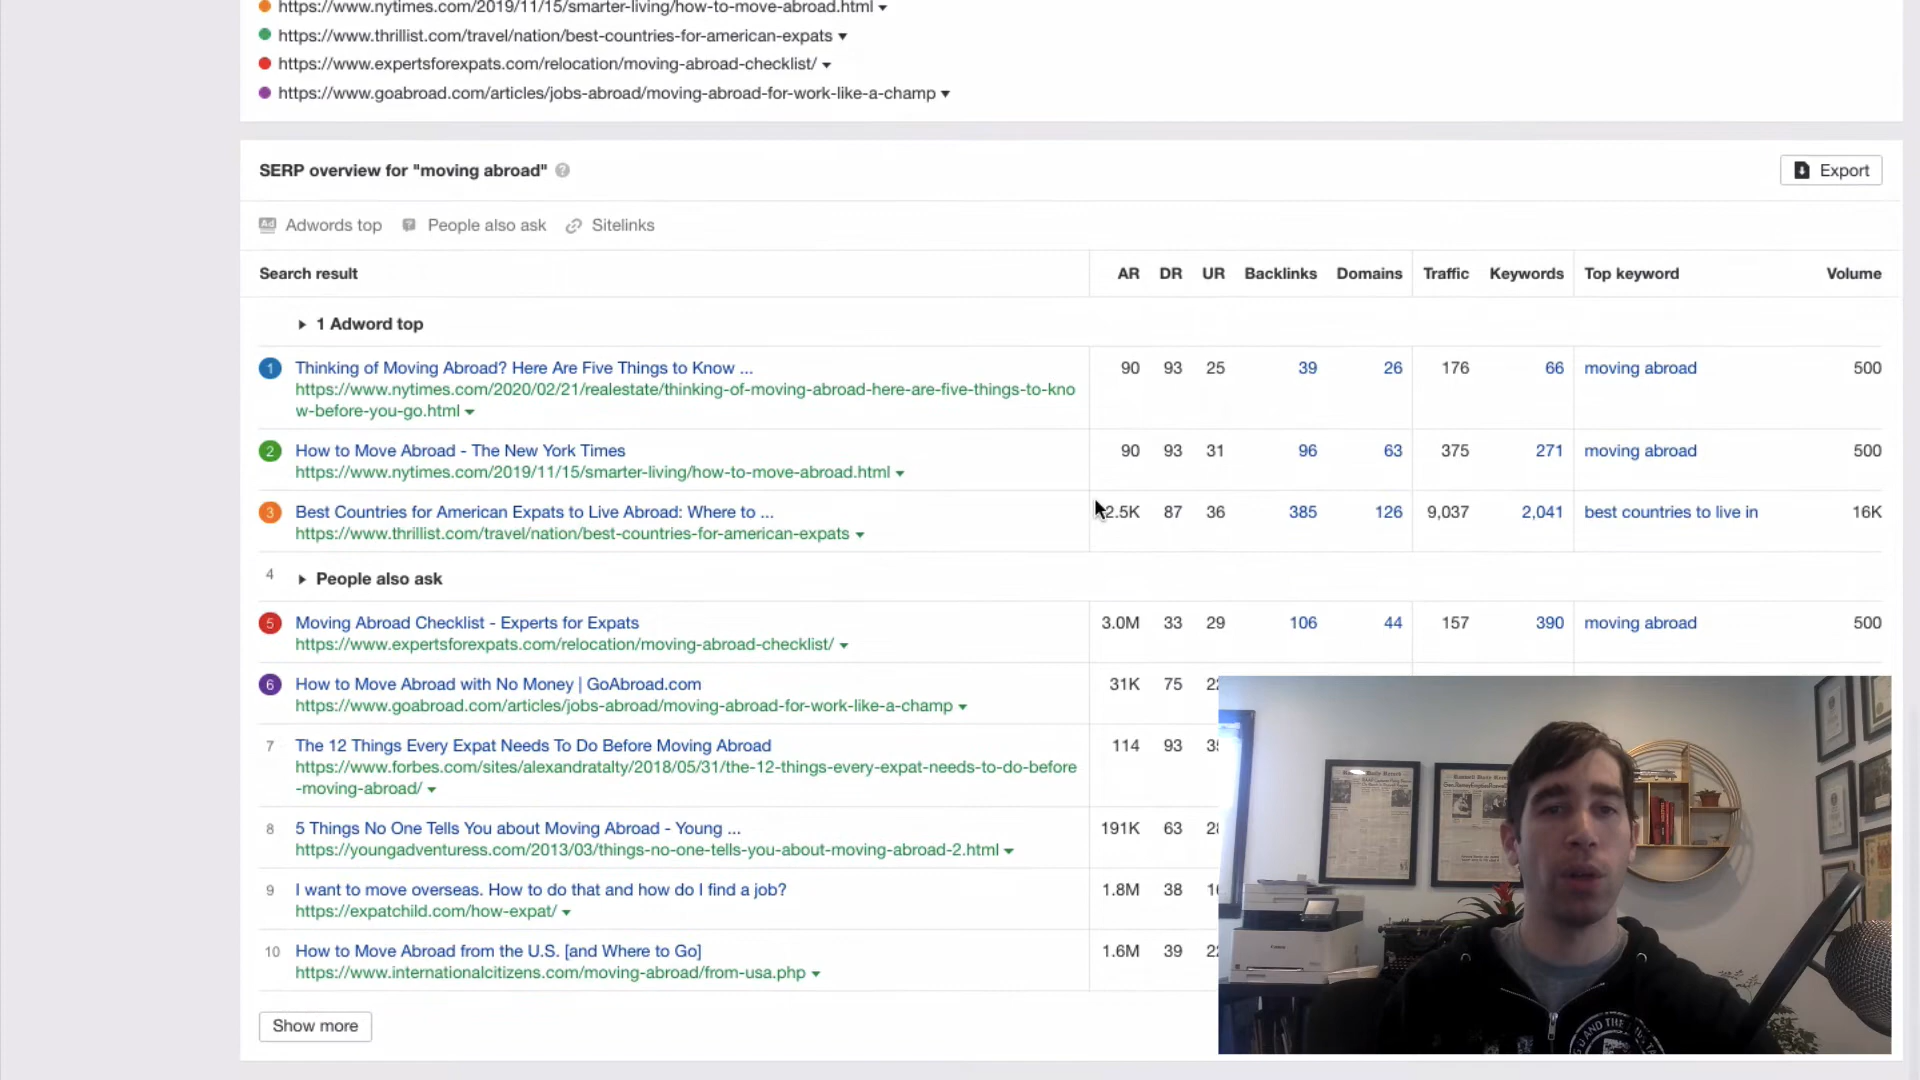 https://www.nytimes.com/2019/11/15/smarter-living/how-to-move-abroad.html
https://www.thrillist.com/travel/nation/best-countries-for-american-expats
https://www.expertsforexpats.com/relocation/moving-abroad-checklist/
https://www.goabroad.com/articles/jobs-abroad/moving-abroad-for-work-like-a-champ
SERP overview for "moving abroad" ? Export
Ad Adwords top People also ask Sitelinks
Search result AR DR UR Backlinks Domains Traffic Keywords Top keyword Volume
1 Adword top
1 Thinking of Moving Abroad? Here Are Five Things to Know ... 90 93 25 39 26 176 66 moving abroad 500
https://www.nytimes.com/2020/02/21/realestate/thinking-of-moving-abroad-here-are-five-things-to-kno
w-before-you-go.html
2 How to Move Abroad - The New York Times 90 93 31 96 63 375 271 moving abroad 500
https://www.nytimes.com/2019/11/15/smarter-living/how-to-move-abroad.html
3 Best Countries for American Expats to Live Abroad: Where to ... 2.5K 87 36 385 126 9,037 2,041 best countries to live in 16K
https://www.thrillist.com/travel/nation/best-countries-for-american-expats
4 People also ask
5 Moving Abroad Checklist - Experts for Expats 3.0M 33 29 106 44 157 390 moving abroad 500
https://www.expertsforexpats.com/relocation/moving-abroad-checklist/
6 How to Move Abroad with No Money | GoAbroad.com 31K 75
https://www.goabroad.com/articles/jobs-abroad/moving-abroad-for-work-like-a-champ
7 The 12 Things Every Expat Needs To Do Before Moving Abroad 114 93
https://www.forbes.com/sites/alexandratalty/2018/05/31/the-12-things-every-expat-needs-to-do-before
-moving-abroad/
8 5 Things No One Tells You about Moving Abroad - Young ... 191K 63
https://youngadventuress.com/2013/03/things-no-one-tells-you-about-moving-abroad-2.html
9 I want to move overseas. How to do that and how do I find a job? 1.8M 38
https://expatchild.com/how-expat/
10 How to Move Abroad from the U.S. [and Where to Go] 1.6M 39
https://www.internationalcitizens.com/moving-abroad/from-usa.php
Show more
Canon
AND THE